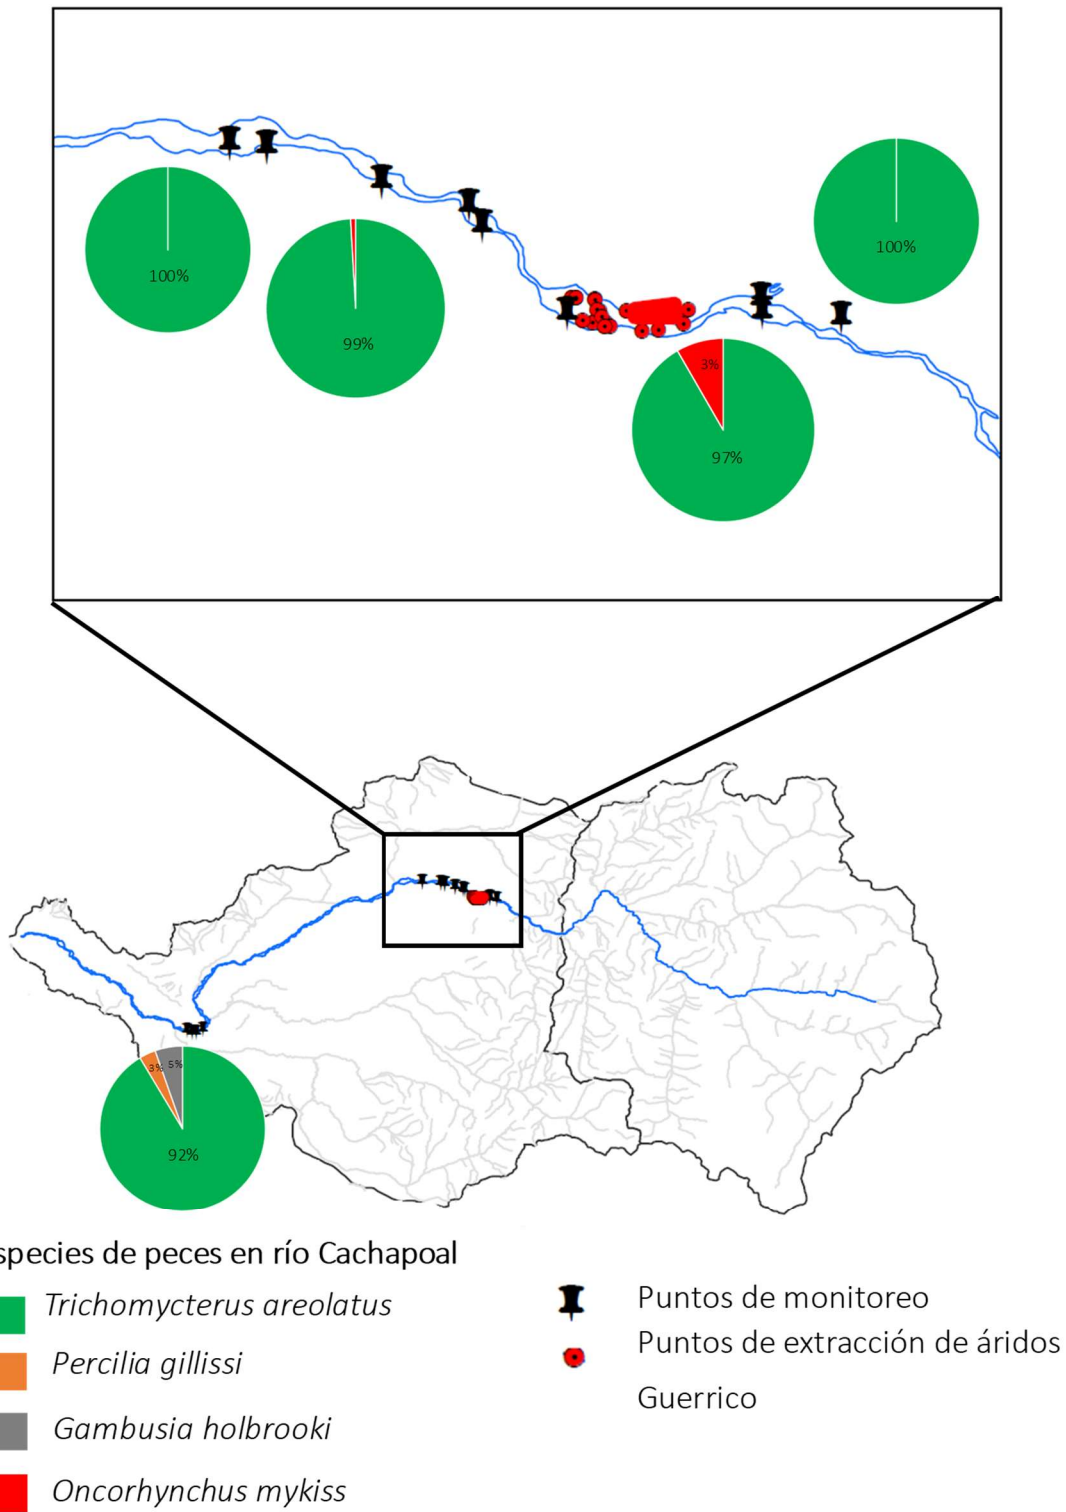 100%
100%
99%
3%
97%
3%
5%
92%
species de peces en río Cachapoal
Trichomycterus areolatus
Percilia gillissi
Gambusia holbrooki
Oncorhynchus mykiss
Puntos de monitoreo
Puntos de extracción de áridos
Guerrico